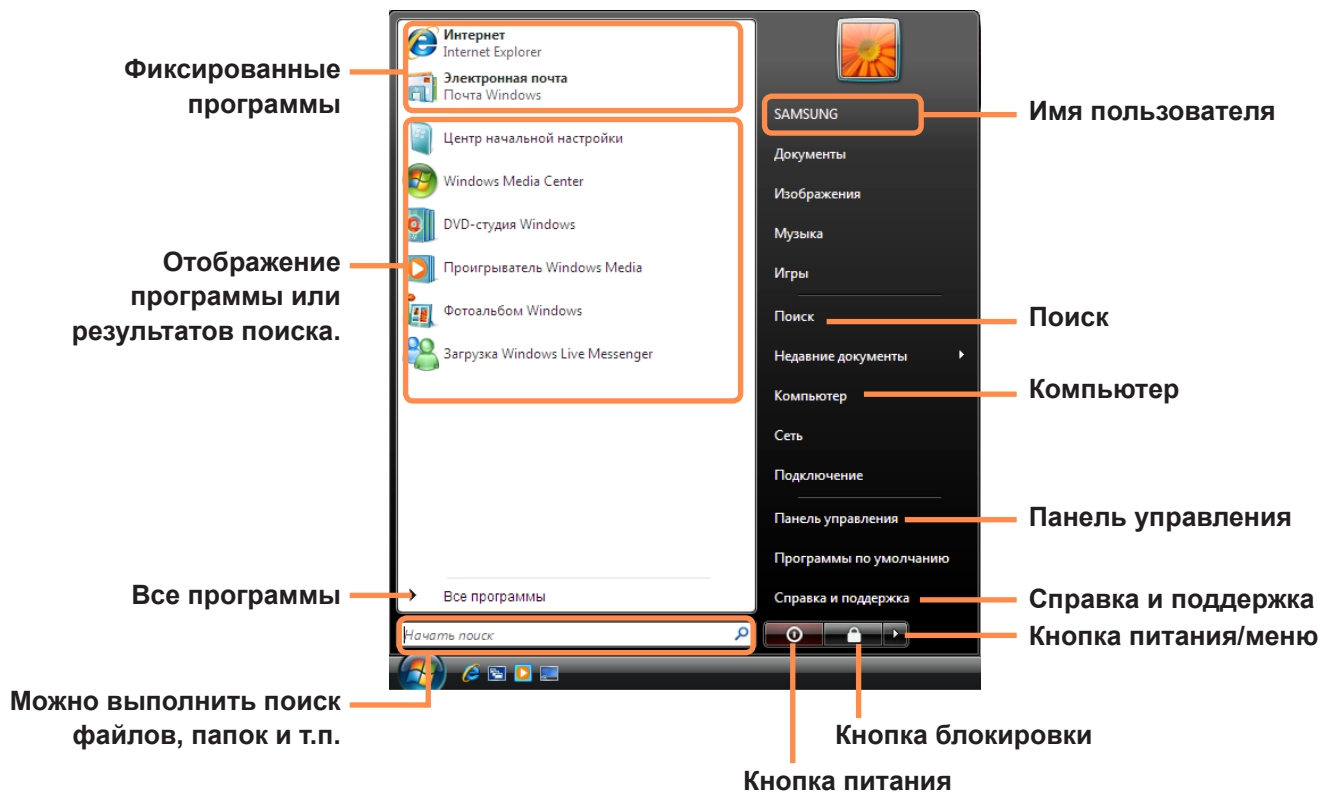 Фиксированные
программы
Отображение
программы или
результатов поиска.
Все программы
Можно выполнить поиск
файлов, папок и т.п.
Интернет
Internet Explorer
Электронная почта
Почта Windows
Центр начальной настройки
Windows Media Center
DVD-студия Windows
Проигрыватель Windows Media
Фотоальбом Windows
Загрузка Windows Live Messenger
Все программы
Начать поиск
SAMSUNG
Документы
Изображения
Музыка
Игры
Поиск
Недавние документы
Компьютер
Сеть
Подключение
Панель управления
Программы по умолчанию
Справка и поддержка
Имя пользователя
Поиск
Компьютер
Панель управления
Справка и поддержка
Кнопка питания/меню
Кнопка блокировки
Кнопка питания